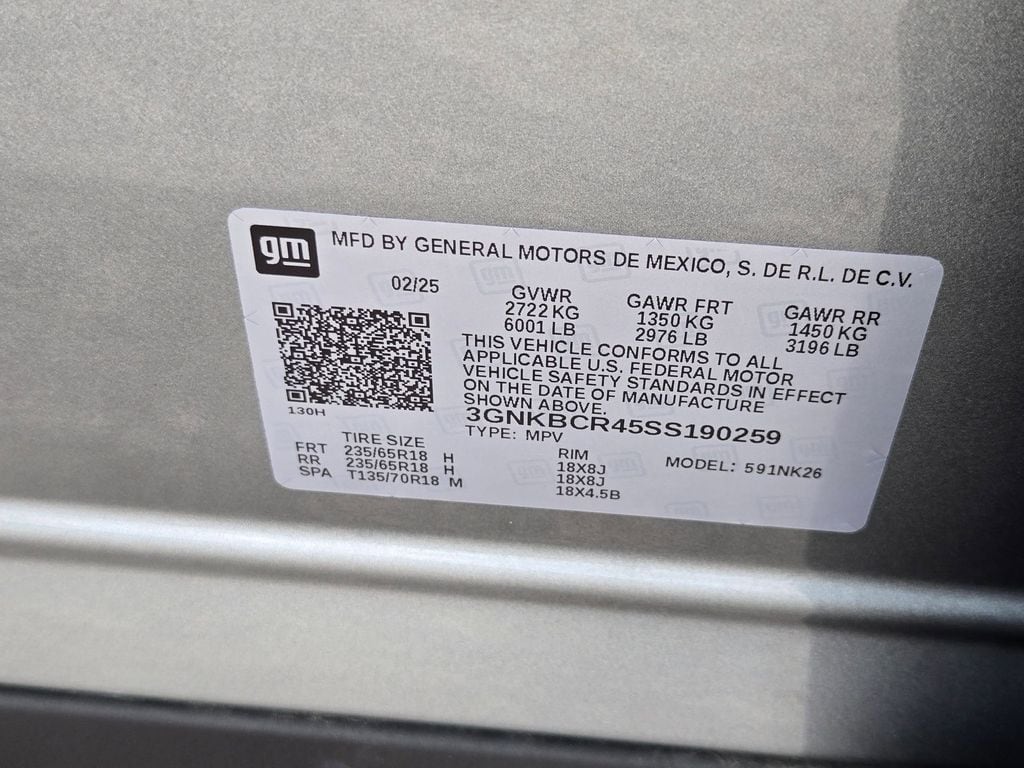 gm MFD BY GENERAL MOTORS DE MEXICO, S. DE R.L. DE C.V.
02/25
GVWR GAWR FRT GAWR RR
2722 KG 1350 KG 1450 KG
6001 LB 2976 LB 3196 LB
THIS VEHICLE CONFORMS TO ALL
APPLICABLE U.S. FEDERAL MOTOR
VEHICLE SAFETY STANDARDS IN EFFECT
ON THE DATE OF MANUFACTURE
SHOWN ABOVE.
130H
3GNKBCR45SS190259
TYPE: MPV
TIRE SIZE RIM MODEL: 591NK26
FRT 235/65R18 H 18X8J
RR 235/65R18 H 18X8J
SPA T135/70R18 M 18X4.5B